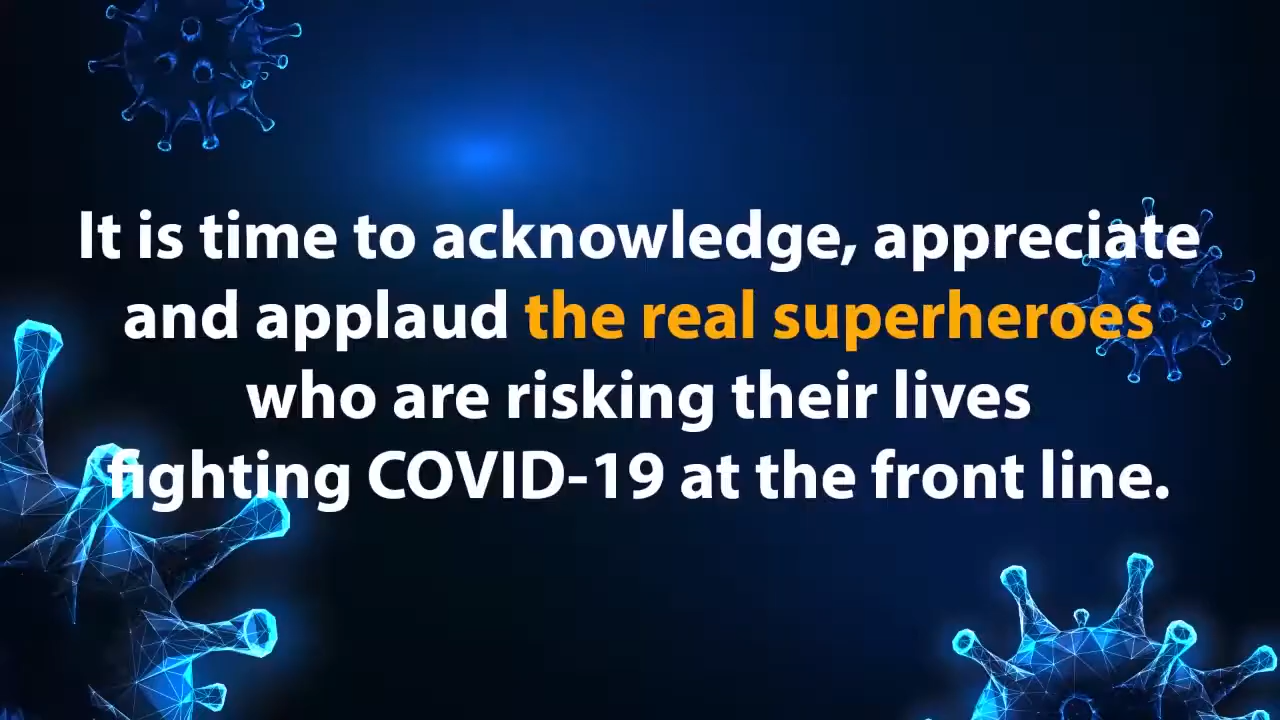 It is time to acknowledge, appreciate
and applaud the real superheroes
who are risking their lives
fighting COVID-19 at the front line.